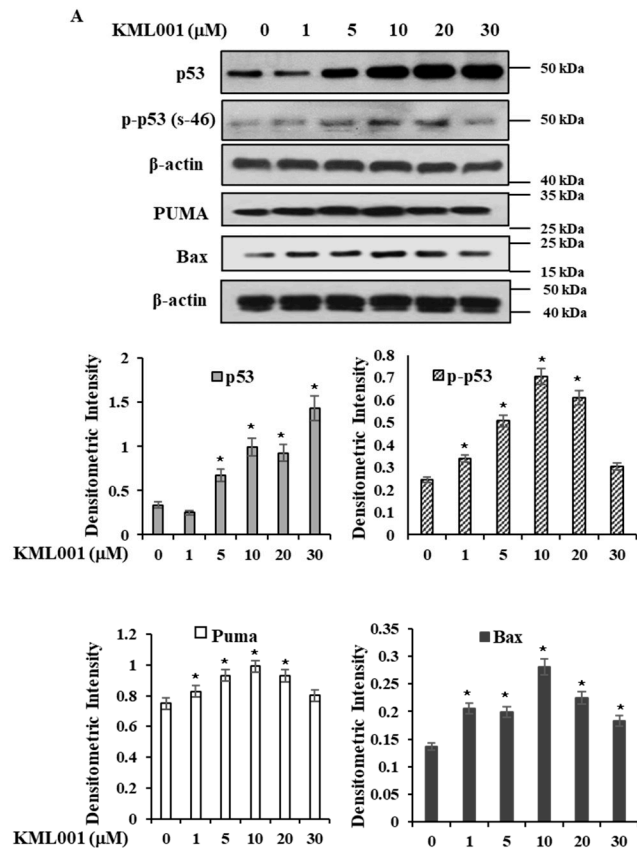 A
KML001 (μM) 0 1 5 10 20 30
p53 50 kDa
p-p53 (s-46) 50 kDa
β-actin
40 kDa
35 kDa
PUMA
25 kDa
25 kDa
Bax
15 kDa
50 kDa
β-actin
40 kDa
Densitometric Intensity
2
1.5
1
0.5
0
p53
* * * *
KML001 (μM) 0 1 5 10 20 30
Densitometric Intensity
0.8
0.7
0.6
0.5
0.4
0.3
0.2
0.1
0
p-p53
* * * *
0 1 5 10 20 30
Densitometric Intensity
1.2
1
0.8
0.6
0.4
0.2
0
Puma
* * * * *
KML001 (μM) 0 1 5 10 20 30
Densitometric Intensity
0.35
0.3
0.25
0.2
0.15
0.1
0.05
0
Bax
* * * * *
0 1 5 10 20 30